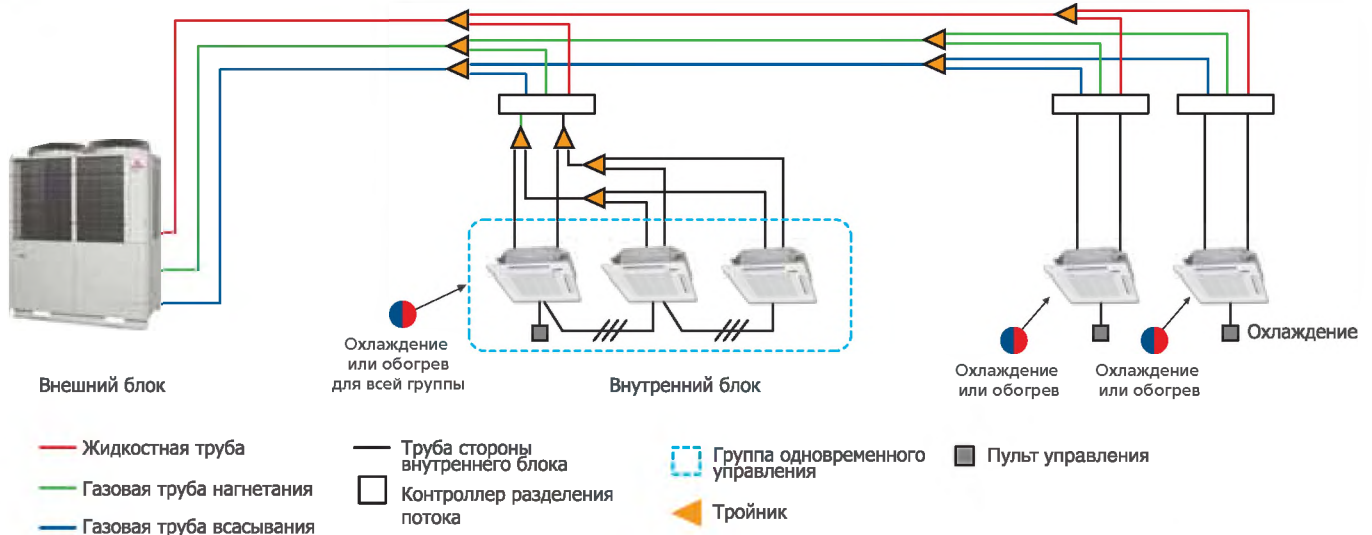 Охлаждение
Охлаждение
или обогрев
для всей группы
Охлаждение
или обогрев
Охлаждение
или обогрев
Внешний блок
Внутренний блок
Жидкостная труба
Газовая труба нагнетания
Газовая труба всасывания
Труба стороны
внутреннего блока
Контроллер разделения
потока
Группа одновременного
управления
Тройник
Пульт управления